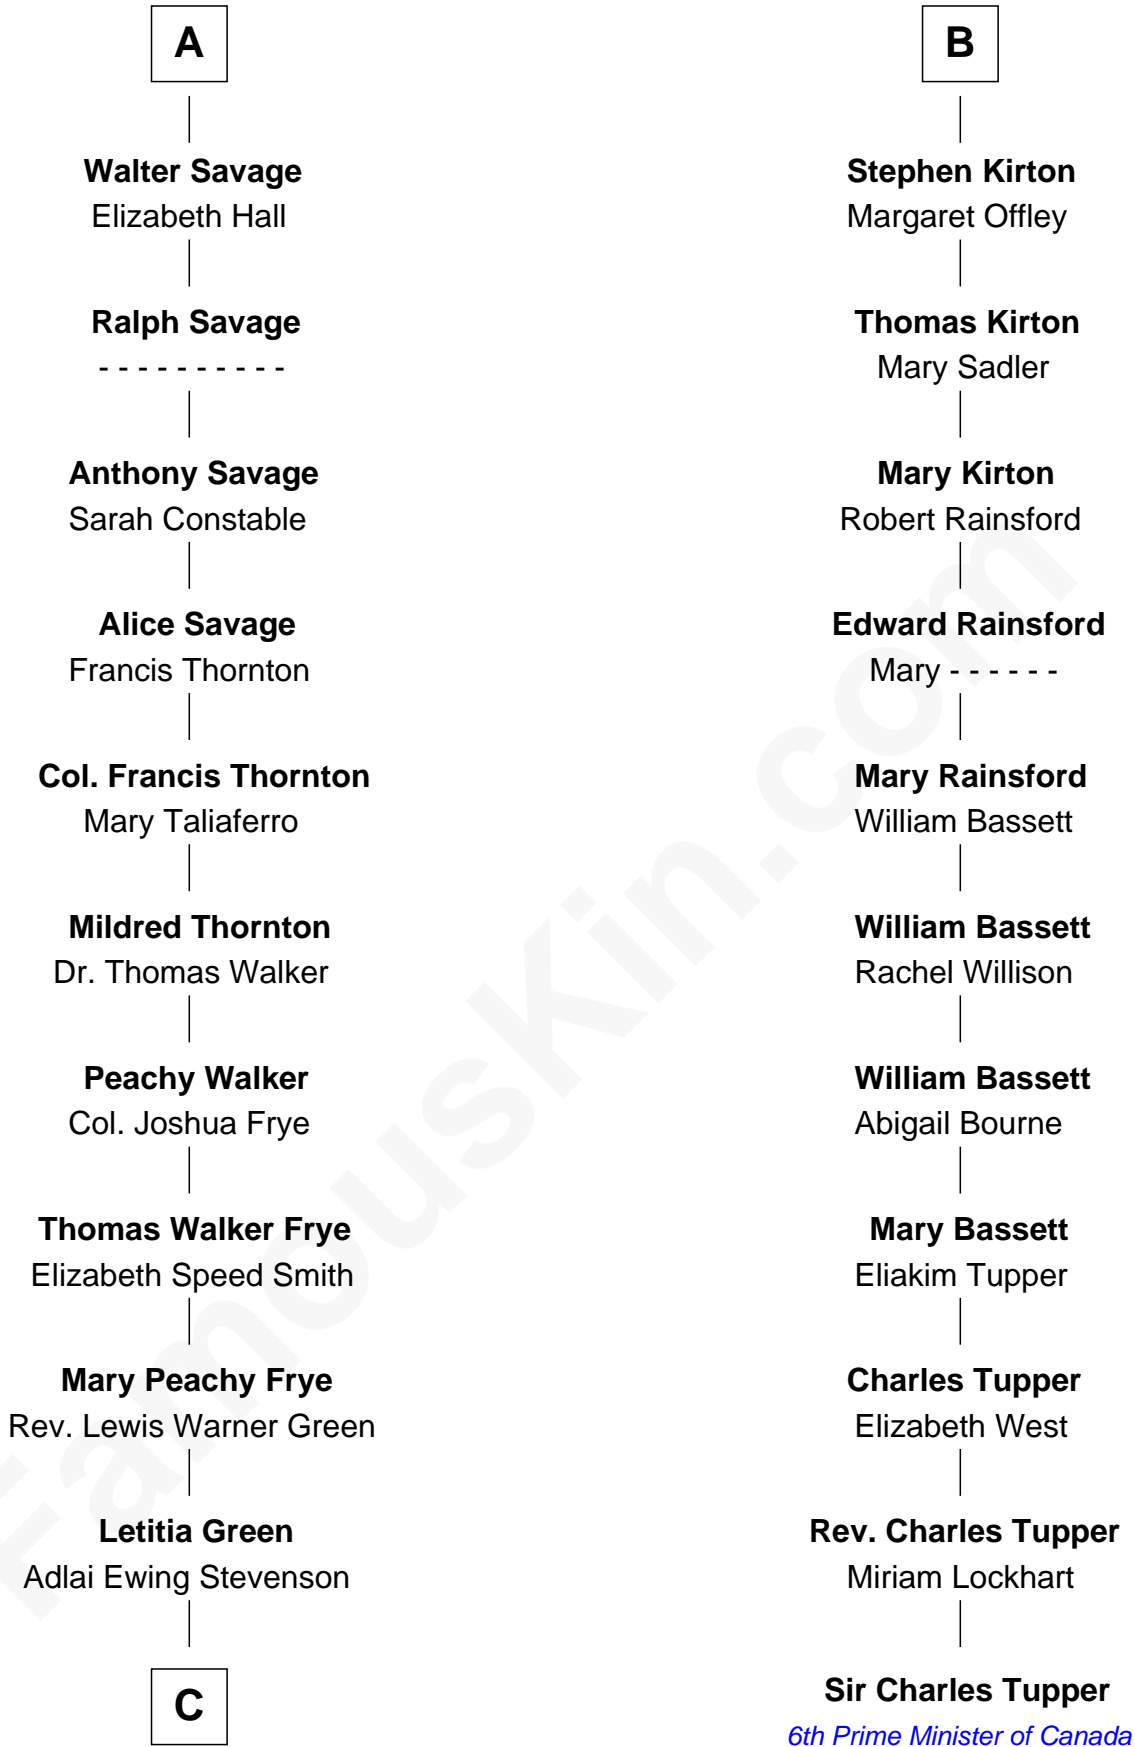 A
Walter Savage
Elizabeth Hall
Ralph Savage
- - - - - - - - - -
Anthony Savage
Sarah Constable
Alice Savage
Francis Thornton
Col. Francis Thornton
Mary Taliaferro
Mildred Thornton
Dr. Thomas Walker
Peachy Walker
Col. Joshua Frye
Thomas Walker Frye
Elizabeth Speed Smith
Mary Peachy Frye
Rev. Lewis Warner Green
Letitia Green
Adlai Ewing Stevenson
C
B
Stephen Kirton
Margaret Offley
Thomas Kirton
Mary Sadler
Mary Kirton
Robert Rainsford
Edward Rainsford
Mary - - - - - -
Mary Rainsford
William Bassett
William Bassett
Rachel Willison
William Bassett
Abigail Bourne
Mary Bassett
Eliakim Tupper
Charles Tupper
Elizabeth West
Rev. Charles Tupper
Miriam Lockhart
Sir Charles Tupper
6th Prime Minister of Canada
FamousKin.com